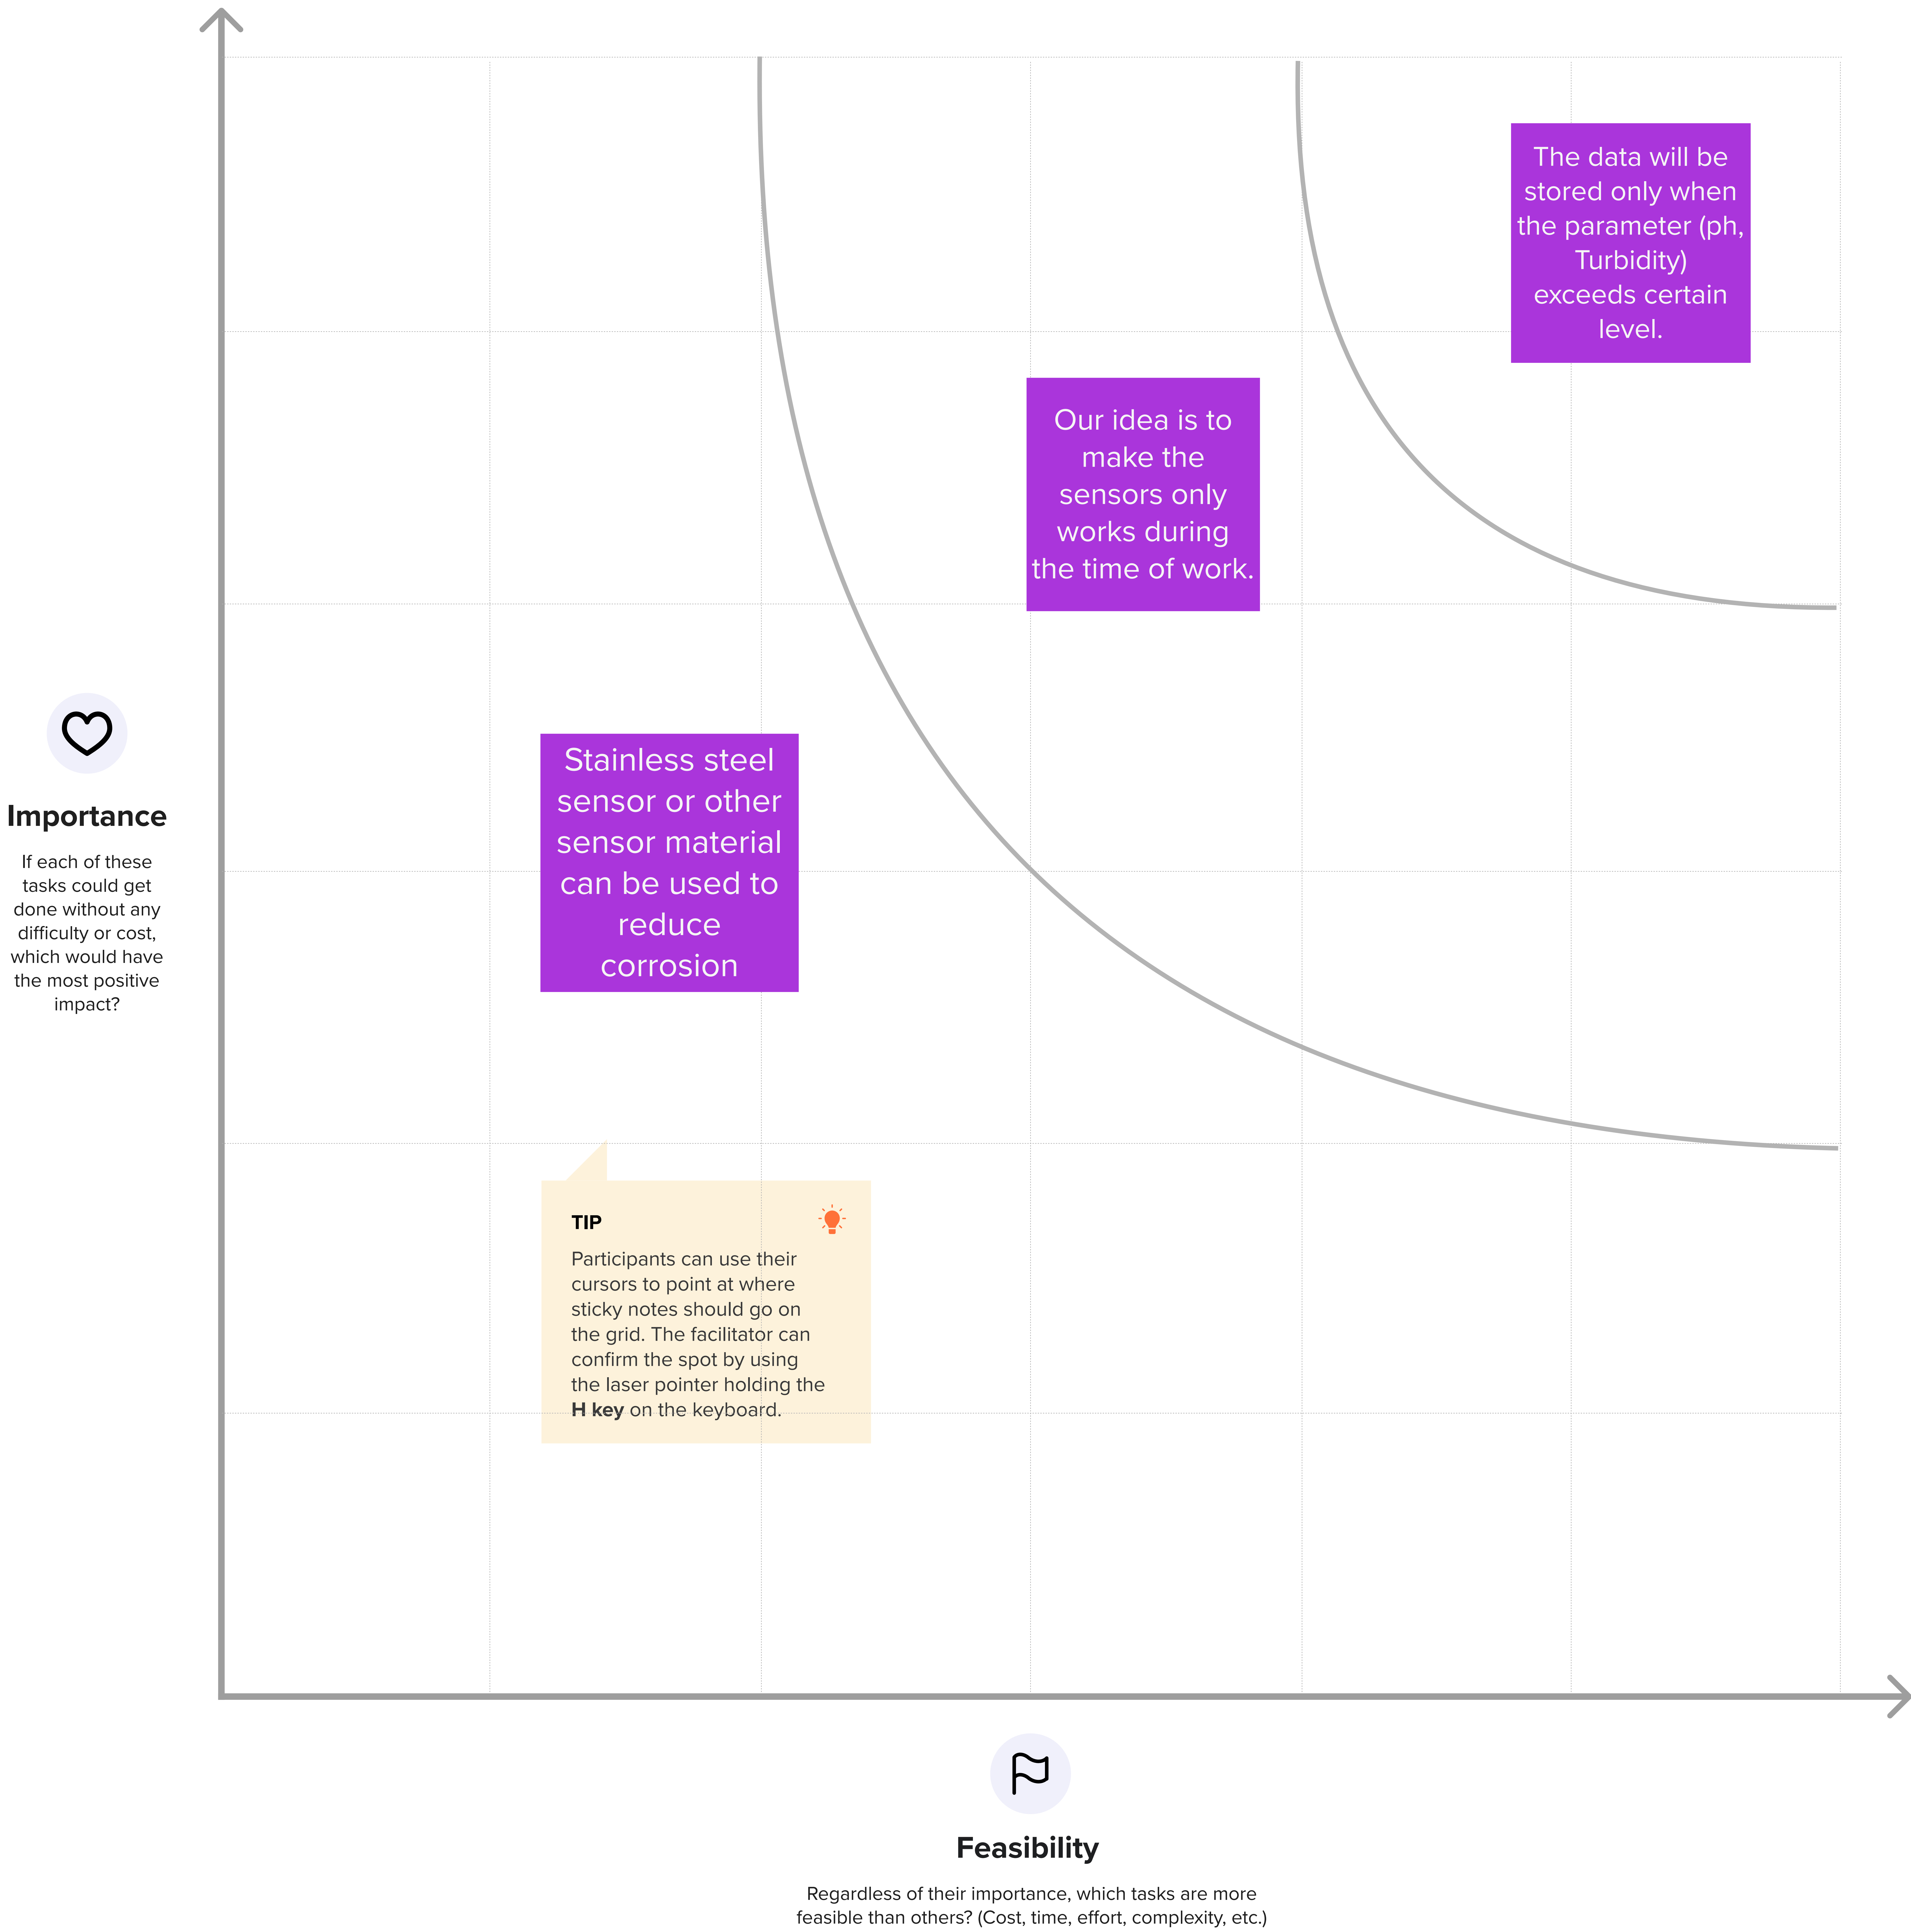 The data will be
stored only when
the parameter (ph,
Turbidity)
exceeds certain
level.
Our idea is to
make the
sensors only
works during
the time of work.
Stainless steel
sensor or other
sensor material
can be used to
reduce
corrosion
Importance
If each of these
tasks could get
done without any
difficulty or cost,
which would have
the most positive
impact?
TIP
Participants can use their
cursors to point at where
sticky notes should go on
the grid. The facilitator can
confirm the spot by using
the laser pointer holding the
H key on the keyboard.
Feasibility
Regardless of their importance, which tasks are more
feasible than others? (Cost, time, effort, complexity, etc.)